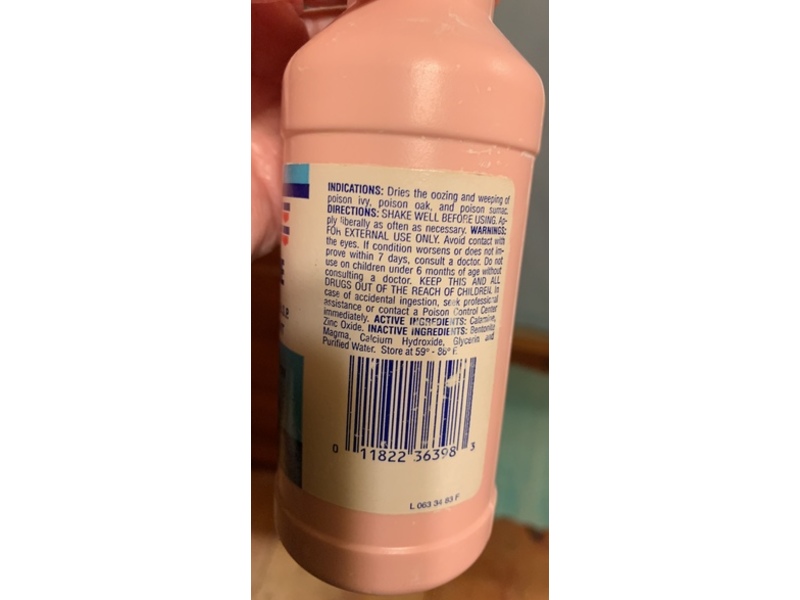 INDICATIONS: Dries the oozing and weeping of
poison ivy, poison oak, and poison sumac.
DIRECTIONS: SHAKE WELL BEFORE USING. Ap-
ply liberally as often as necessary. WARNINGS:
FOR EXTERNAL USE ONLY. Avoid contact with
the eyes. If condition worsens or does not im-
prove within 7 days, consult a doctor. Do not
use on children under 6 months of age without
consulting a doctor. KEEP THIS AND ALL
DRUGS OUT OF THE REACH OF CHILDREN. In
case of accidental ingestion, seek professional
assistance or contact a Poison Control Center
immediately. ACTIVE INGREDIENTS: Calamine,
Zinc Oxide. INACTIVE INGREDIENTS: Bentonite
Magma, Calcium Hydroxide, Glycerin and
Purified Water. Store at 59° - 86° F.
0 11822 36398 3
L 063 34 83 F